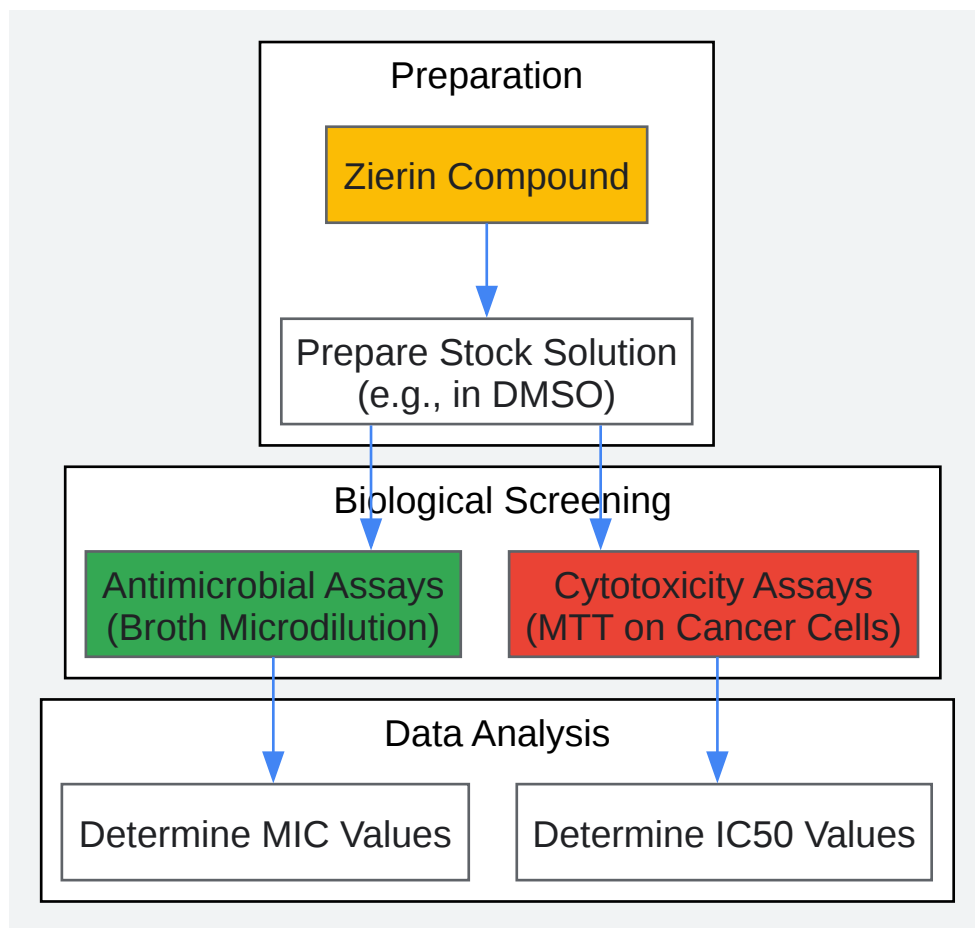 Preparation
Zierin Compound
Prepare Stock Solution
(e.g., in DMSO)
Biological Screening
Antimicrobial Assays
(Broth Microdilution)
Cytotoxicity Assays
(MTT on Cancer Cells)
Data Analysis
Determine MIC Values
Determine IC50 Values